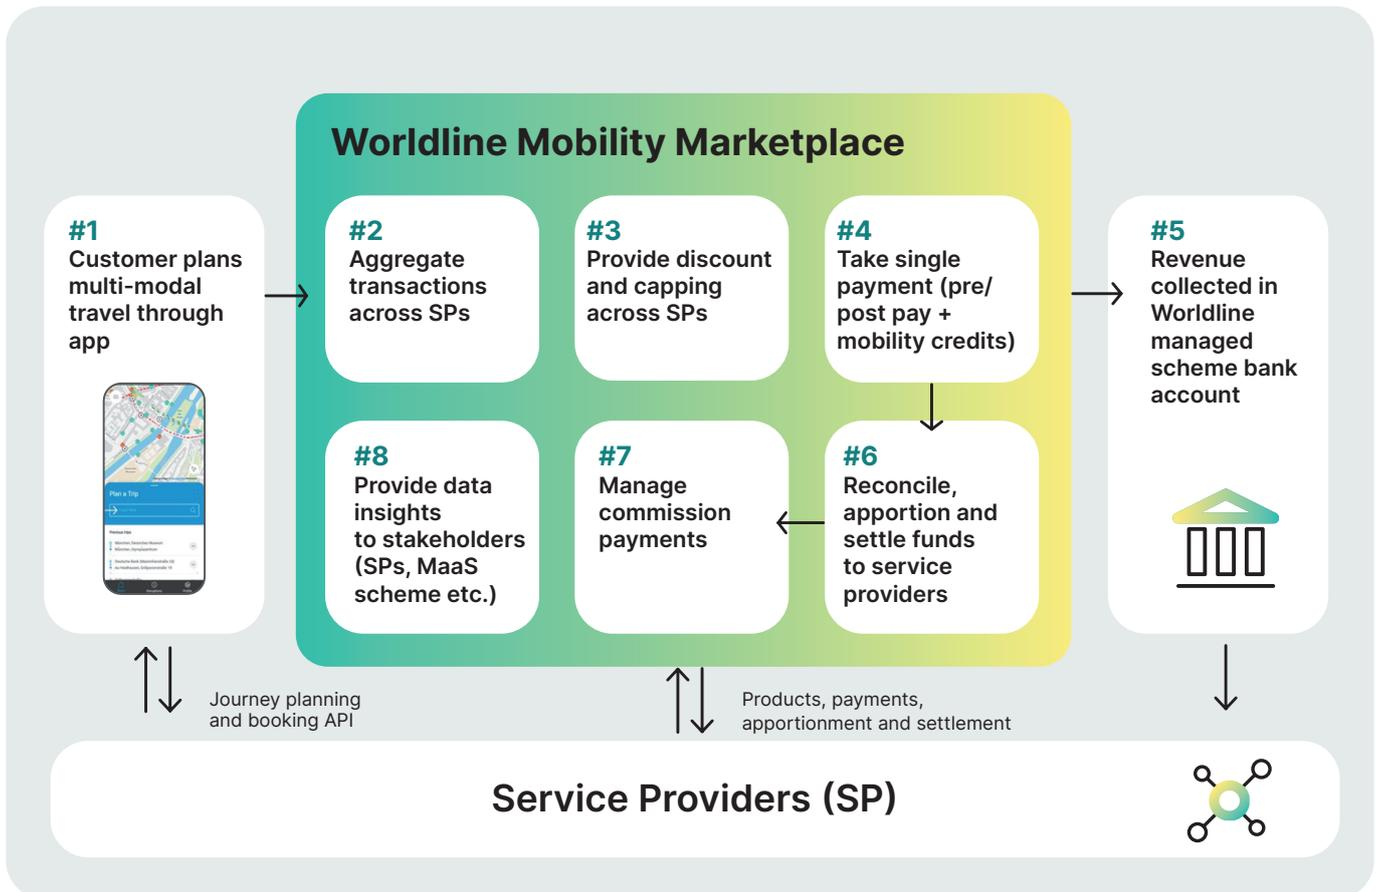 Worldline Mobility Marketplace
#1
Customer plans
multi-modal
travel through
app
Plan a Trip
#2
Aggregate
transactions
across SPs
#3
Provide discount
and capping
across SPs
#4
Take single
payment (pre/
post pay +
mobility credits)
#5
Revenue
collected in
Worldline
managed
scheme bank
account
#6
Reconcile,
apportion and
settle funds
to service
providers
#7
Manage
commission
payments
#8
Provide data
insights
to stakeholders
(SPs, MaaS
scheme etc.)
Journey planning
and booking API
Products, payments,
apportionment and settlement
Service Providers (SP)